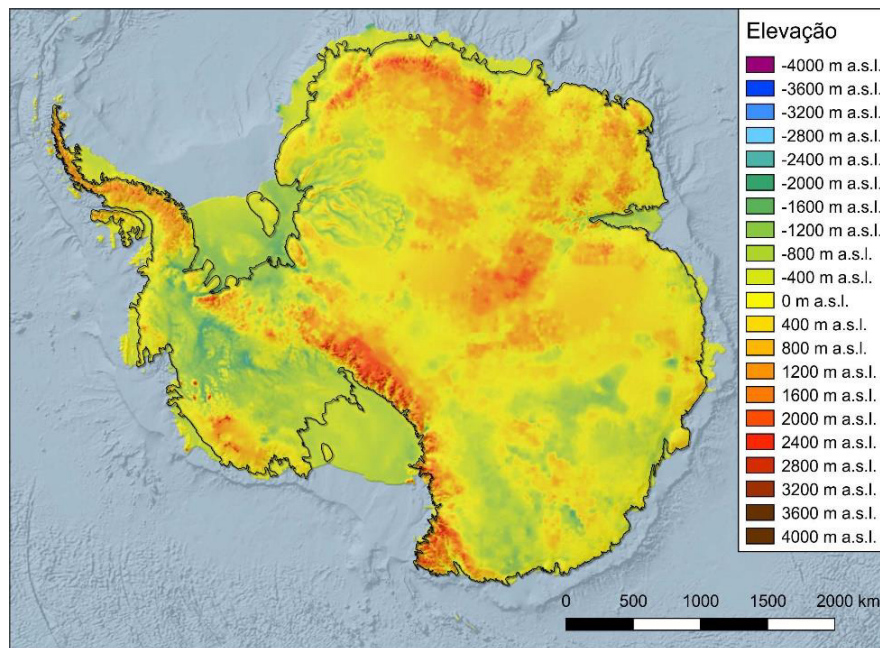 Elevação
-4000 m a.s.l.
-3600 m a.s.l.
-3200 m a.s.l.
-2800 m a.s.l.
-2400 m a.s.l.
-2000 m a.s.l.
-1600 m a.s.l.
-1200 m a.s.l.
-800 m a.s.l.
-400 m a.s.l.
0 m a.s.l.
400 m a.s.l.
800 m a.s.l.
1200 m a.s.l.
1600 m a.s.l.
2000 m a.s.l.
2400 m a.s.l.
2800 m a.s.l.
3200 m a.s.l.
3600 m a.s.l.
4000 m a.s.l.
0 500 1000 1500 2000 km